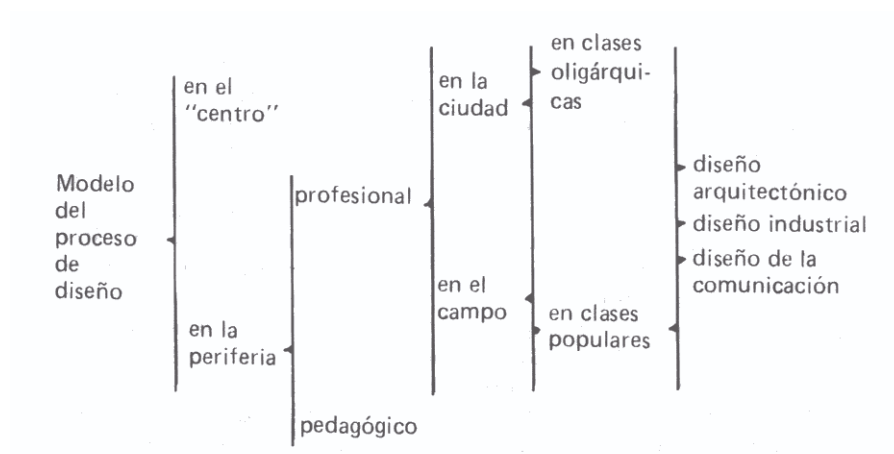 Modelo
del
proceso
de
diseño
en el
"centro"
en la
periferia
profesional
pedagógico
en la
ciudad
en el
campo
en clases
oligárqui-
cas
en clases
populares
diseño
arquitectónico
diseño industrial
diseño de la
comunicación